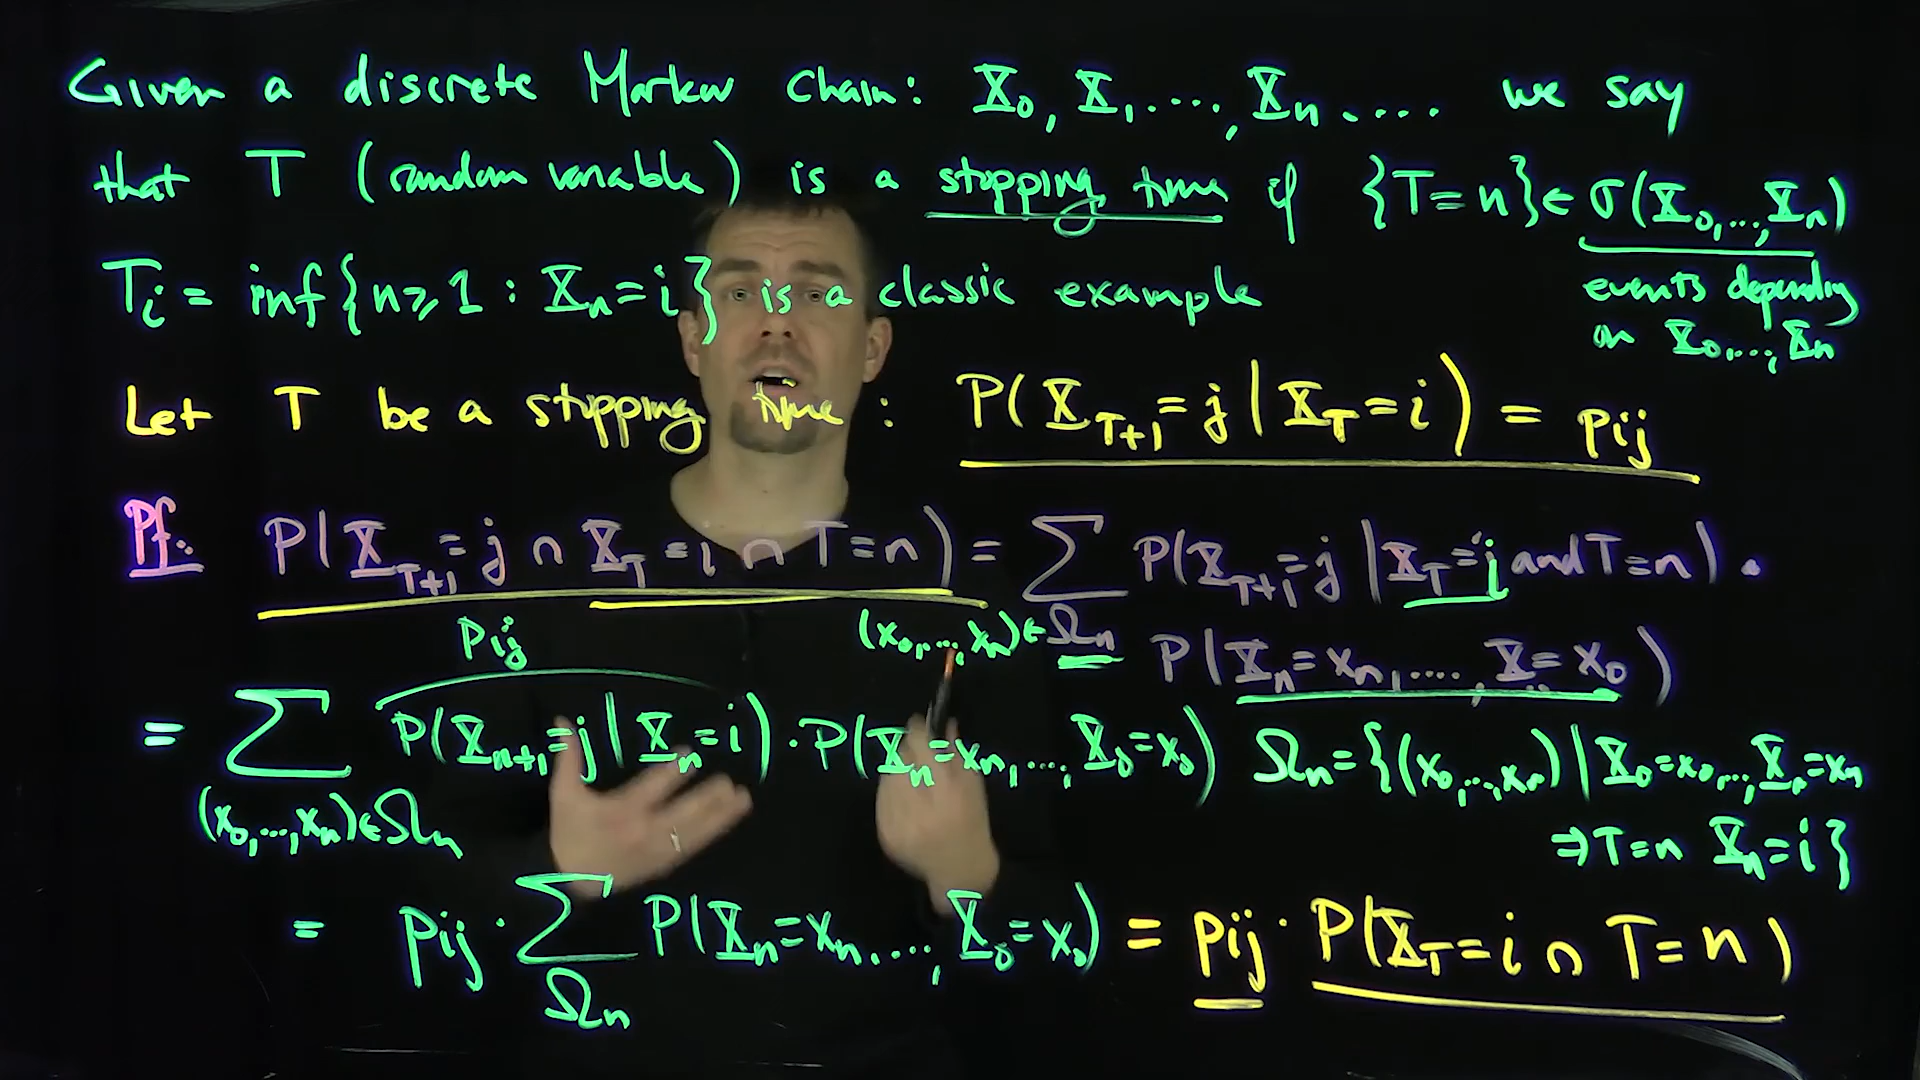 Given a discrete Markov Chain: X₀, X₁, ...., Xₙ .... we say
that T (random variable) is a stopping time if {T=n}∈ σ(X₀,...,Xₙ)
events depending
on X₀,...,Xₙ
Tᵢ = inf{n≥1 : Xₙ=i} is a classic example
Let T be a stopping time : P(X_{T+1}=j | X_T=i) = pij
Pf: P(X_{T+1}=j ∩ X_T=i ∩ T=n) = Σ P(X_{T+1}=j | X_T=i and T=n) ·
(x₀,...,xₙ)∈Ωₙ P(Xₙ=xₙ,....,X₀=x₀)
pij
= Σ P(Xₙ₊₁=j | Xₙ=i) · P(Xₙ=xₙ,...,X₀=x₀) Ωₙ={(x₀,...,xₙ) | X₀=x₀,...,Xₙ=xₙ
(x₀,...,xₙ)∈Ωₙ ⇒T=n Xₙ=i}
= pij · Σ P(Xₙ=xₙ,...,X₀=x₀) = pij · P(X_T=i ∩ T=n)
Ωₙ